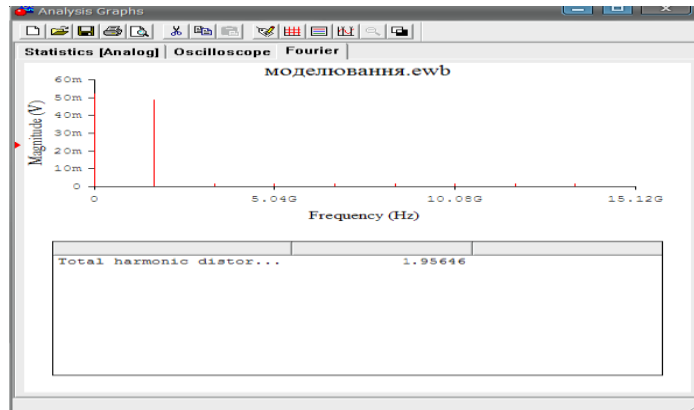 Analysis Graphs
Statistics [Analog] Oscilloscope Fourier
моделювання.ewb
Magnitude (V)
60m
50m
40m
30m
20m
10m
0
0 5.04G 10.08G 15.12G
Frequency (Hz)
Total harmonic distor... 1.95646